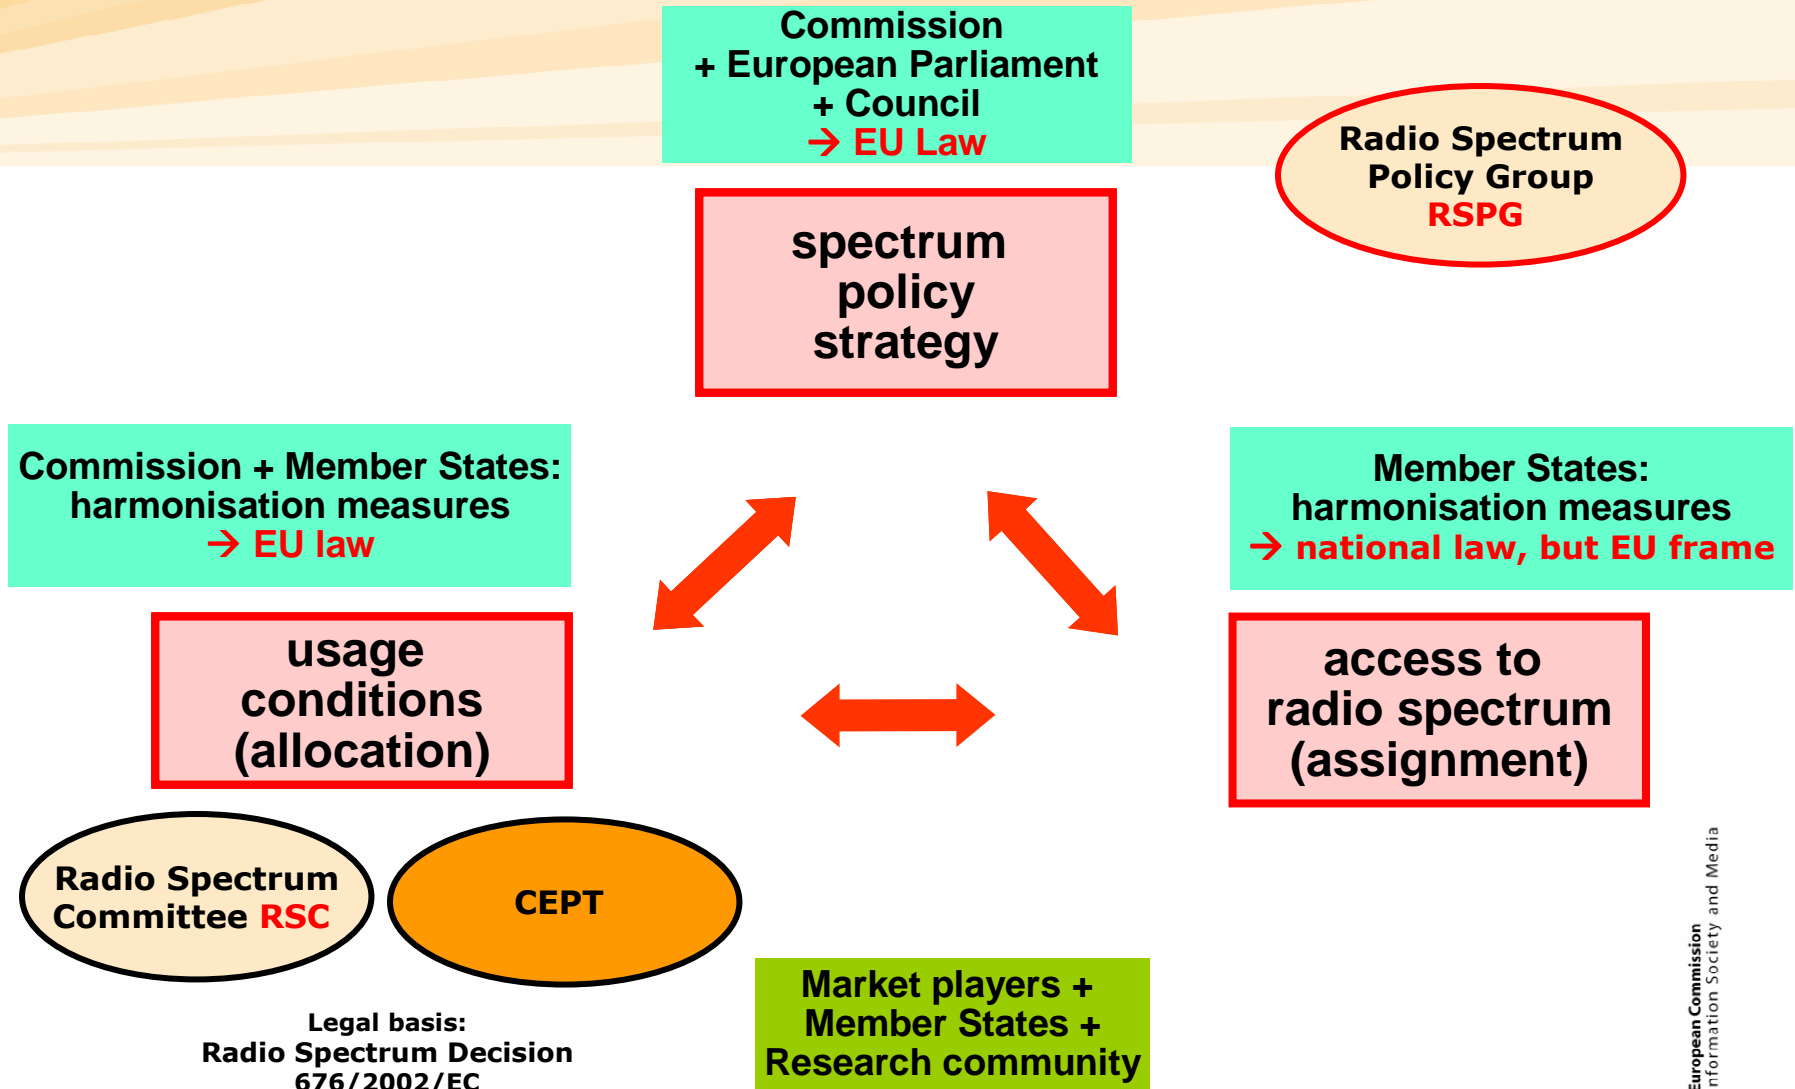 Commission
+ European Parliament
+ Council
→ EU Law
Radio Spectrum
Policy Group
RSPG
spectrum
policy
strategy
Commission + Member States:
harmonisation measures
→ EU law
Member States:
harmonisation measures
→ national law, but EU frame
usage
conditions
(allocation)
access to
radio spectrum
(assignment)
Radio Spectrum
Committee RSC
CEPT
Legal basis:
Radio Spectrum Decision
676/2002/EC
Market players +
Member States +
Research community
European Commission
nformation Society and Media